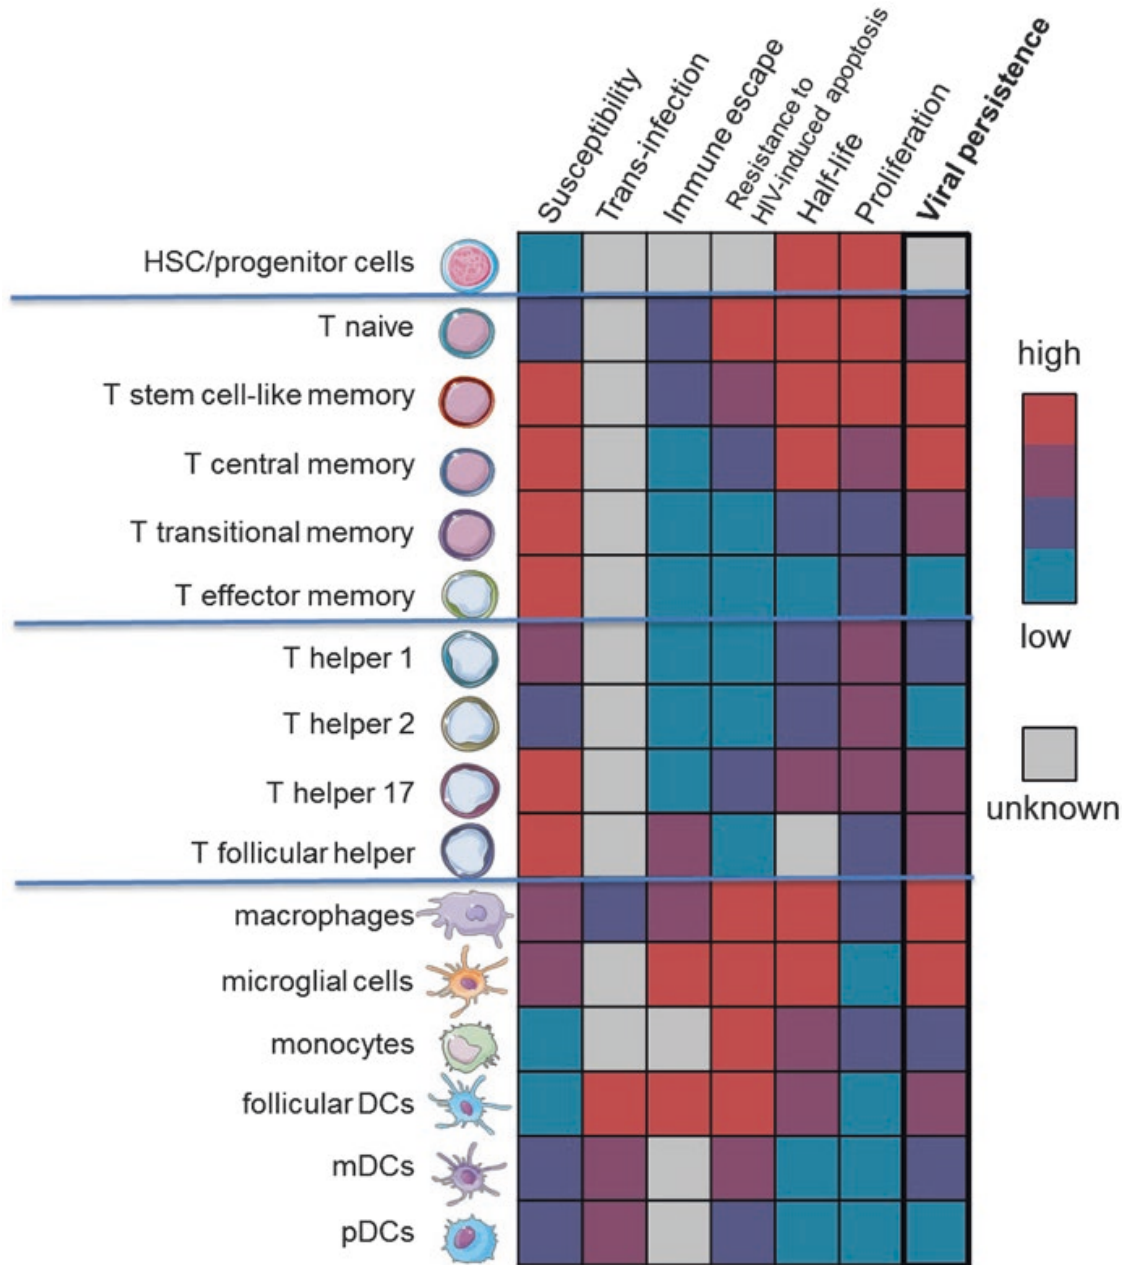 Susceptibility
Trans-infection
Immune escape
Resistance to
HIV-induced apoptosis
Half-life
Proliferation
Viral persistence
HSC/progenitor cells
T naive
T stem cell-like memory
T central memory
T transitional memory
T effector memory
T helper 1
T helper 2
T helper 17
T follicular helper
macrophages
microglial cells
monocytes
follicular DCs
mDCs
pDCs
high
low
unknown